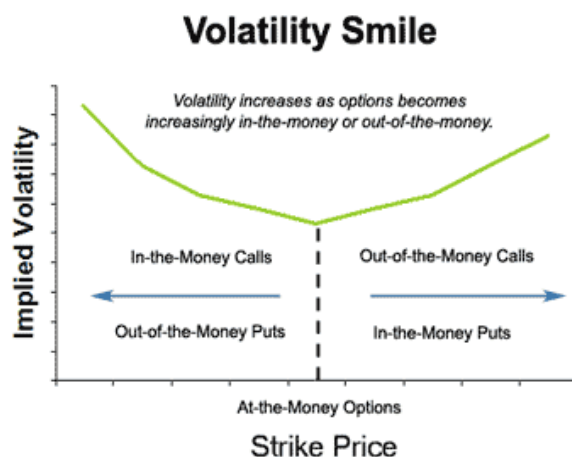 Volatility Smile
Volatility increases as options becomes
increasingly in-the-money or out-of-the-money.
Implied Volatility
In-the-Money Calls
Out-of-the-Money Calls
Out-of-the-Money Puts
In-the-Money Puts
At-the-Money Options
Strike Price